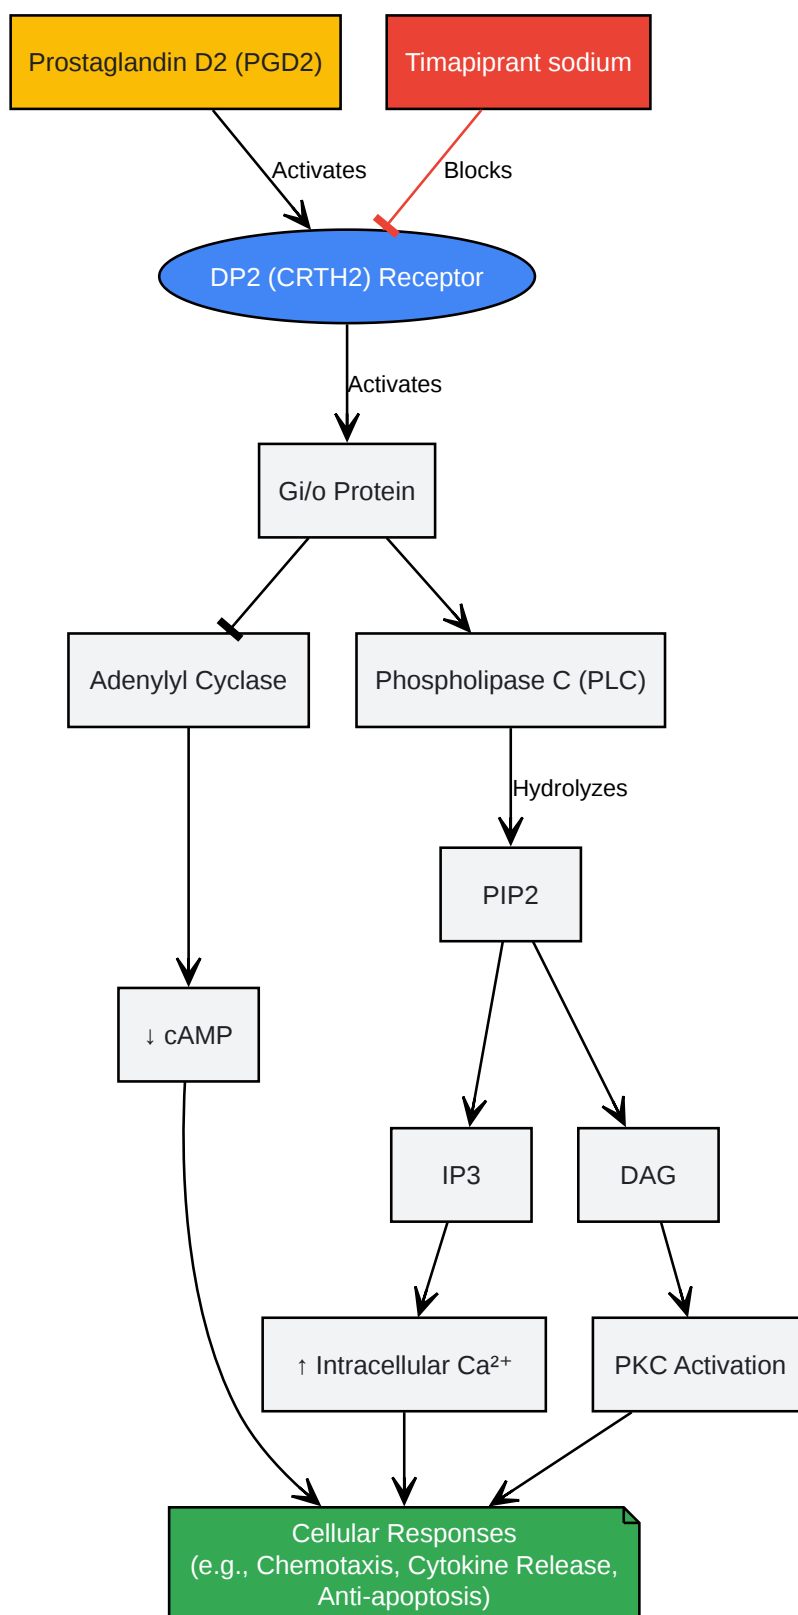 Prostaglandin D2 (PGD2)
Timapiprant sodium
Activates
Blocks
DP2 (CRTH2) Receptor
Activates
Gi/o Protein
Adenylyl Cyclase
Phospholipase C (PLC)
Hydrolyzes
PIP2
↓ cAMP
IP3
DAG
↑ Intracellular Ca²⁺
PKC Activation
Cellular Responses
(e.g., Chemotaxis, Cytokine Release,
Anti-apoptosis)